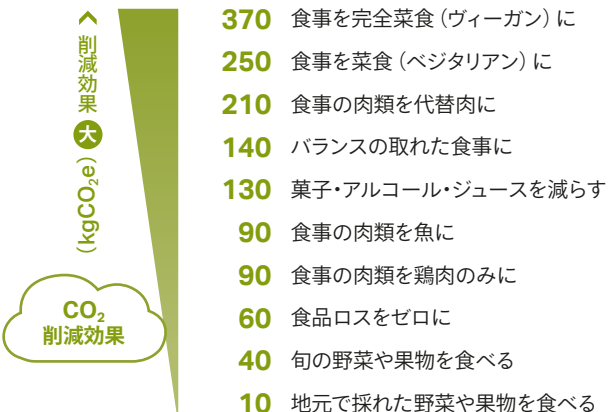 削減効果 大 (kgCO₂e)
CO₂
削減効果
370 食事を完全菜食（ヴィーガン）に
250 食事を菜食（ベジタリアン）に
210 食事の肉類を代替肉に
140 バランスの取れた食事に
130 菓子・アルコール・ジュースを減らす
90 食事の肉類を魚に
90 食事の肉類を鶏肉のみに
60 食品ロスをゼロに
40 旬の野菜や果物を食べる
10 地元で採れた野菜や果物を食べる